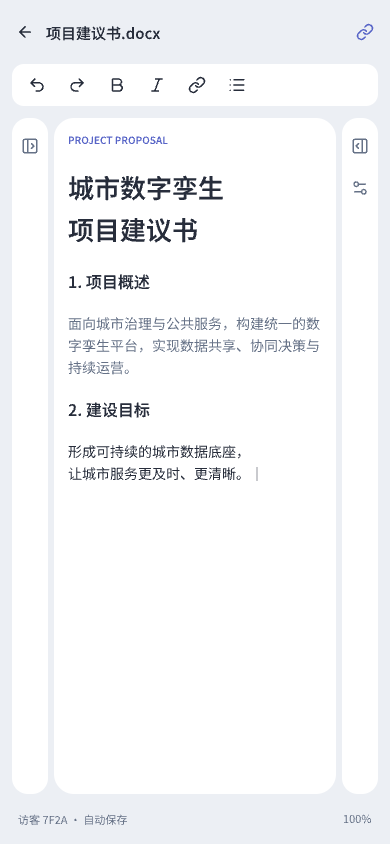 项目建议书.docx
PROJECT PROPOSAL
城市数字孪生
项目建议书
1. 项目概述
面向城市治理与公共服务，构建统一的数
字孪生平台，实现数据共享、协同决策与
持续运营。
2. 建设目标
形成可持续的城市数据底座，
让城市服务更及时、更清晰。
访客 7F2A · 自动保存
100%